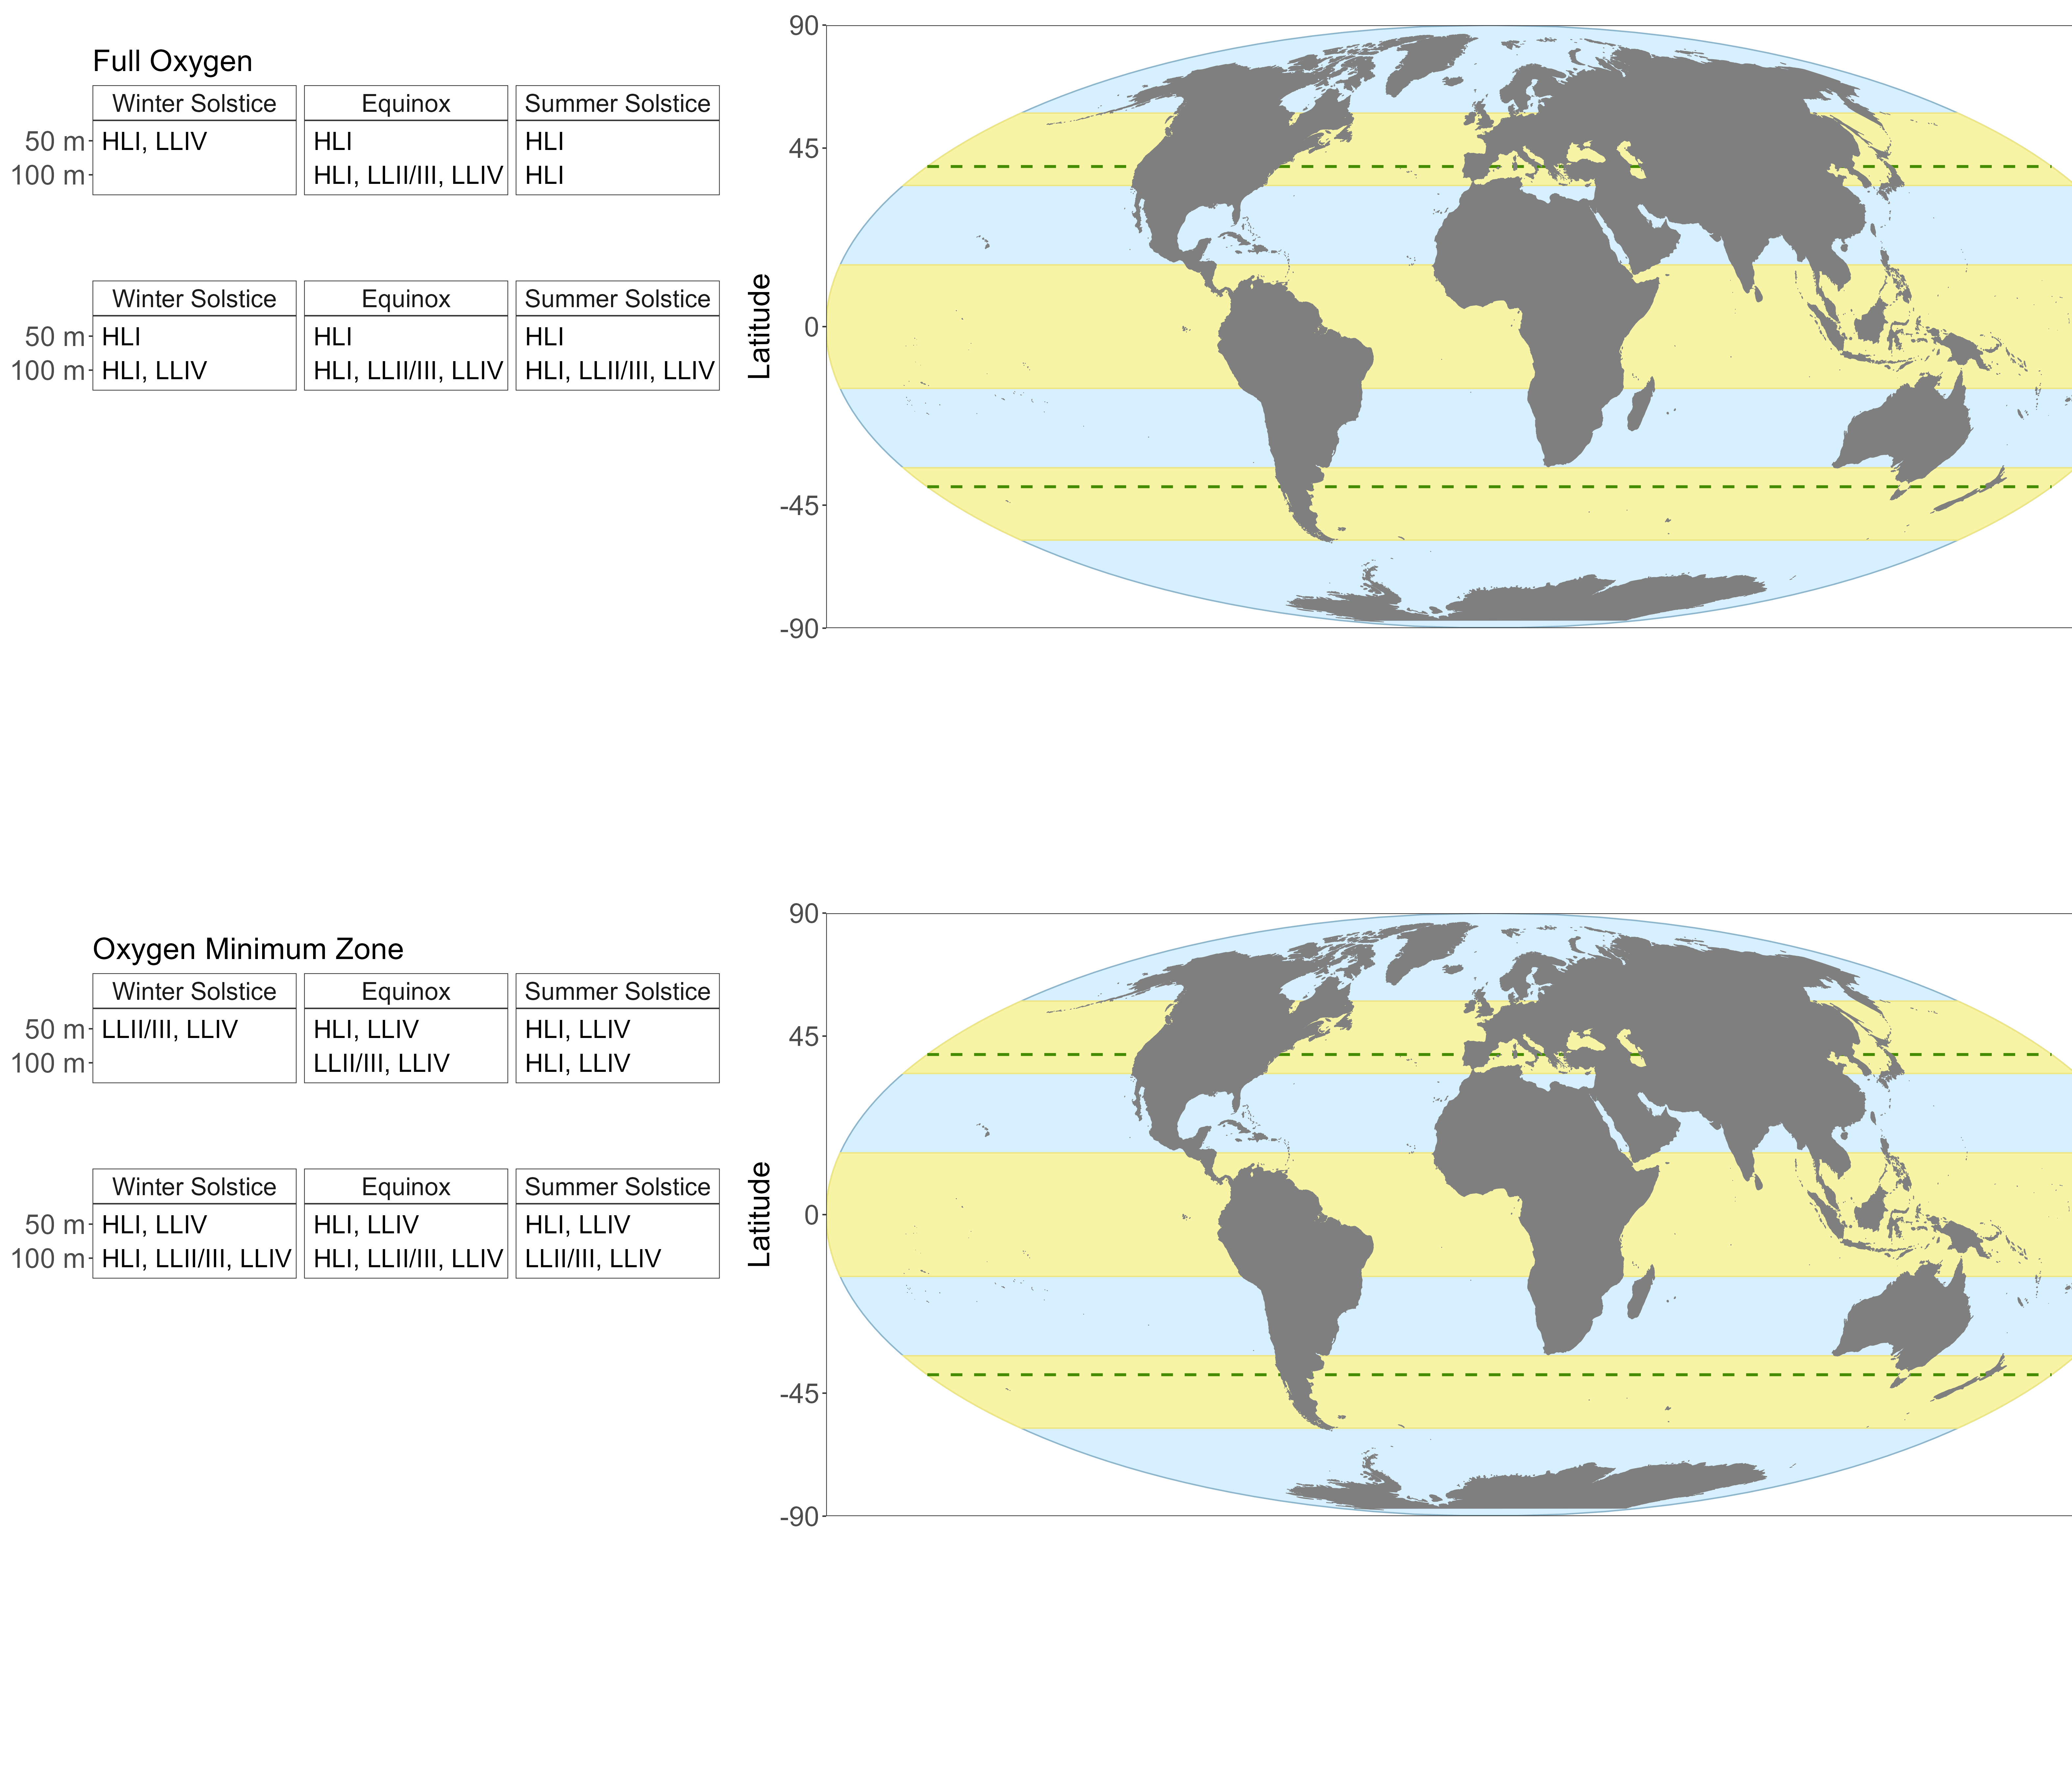 Full Oxygen
Winter Solstice Equinox Summer Solstice
50 m HLI, LLIV HLI HLI
100 m HLI, LLII/III, LLIV HLI
Winter Solstice Equinox Summer Solstice
50 m HLI HLI HLI
100 m HLI, LLIV HLI, LLII/III, LLIV HLI, LLII/III, LLIV
90
45
0
-45
-90
Latitude
Oxygen Minimum Zone
Winter Solstice Equinox Summer Solstice
50 m LLII/III, LLIV HLI, LLIV HLI, LLIV
100 m LLII/III, LLIV HLI, LLIV
Winter Solstice Equinox Summer Solstice
50 m HLI, LLIV HLI, LLIV HLI, LLIV
100 m HLI, LLII/III, LLIV HLI, LLII/III, LLIV LLII/III, LLIV
90
45
0
-45
-90
Latitude